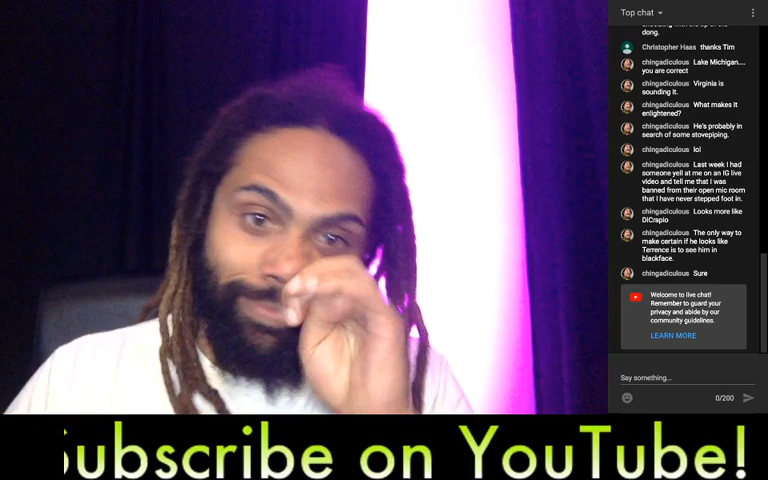 Top chat
dong.
Christopher Haas thanks Tim
chingadiculous Lake Michigan....
you are correct
chingadiculous Virginia is
sounding it.
chingadiculous What makes it
enlightened?
chingadiculous He's probably in
search of some stovepiping.
chingadiculous lol
chingadiculous Last week I had
someone yell at me on an IG live
video and tell me that I was
banned from their open mic room
that I have never stepped foot in.
chingadiculous Looks more like
DiCrapio
chingadiculous The only way to
make certain if he looks like
Terrence is to see him in
blackface.
chingadiculous Sure
Welcome to live chat!
Remember to guard your
privacy and abide by our
community guidelines.
LEARN MORE
Say something...
0/200
Subscribe on YouTube!